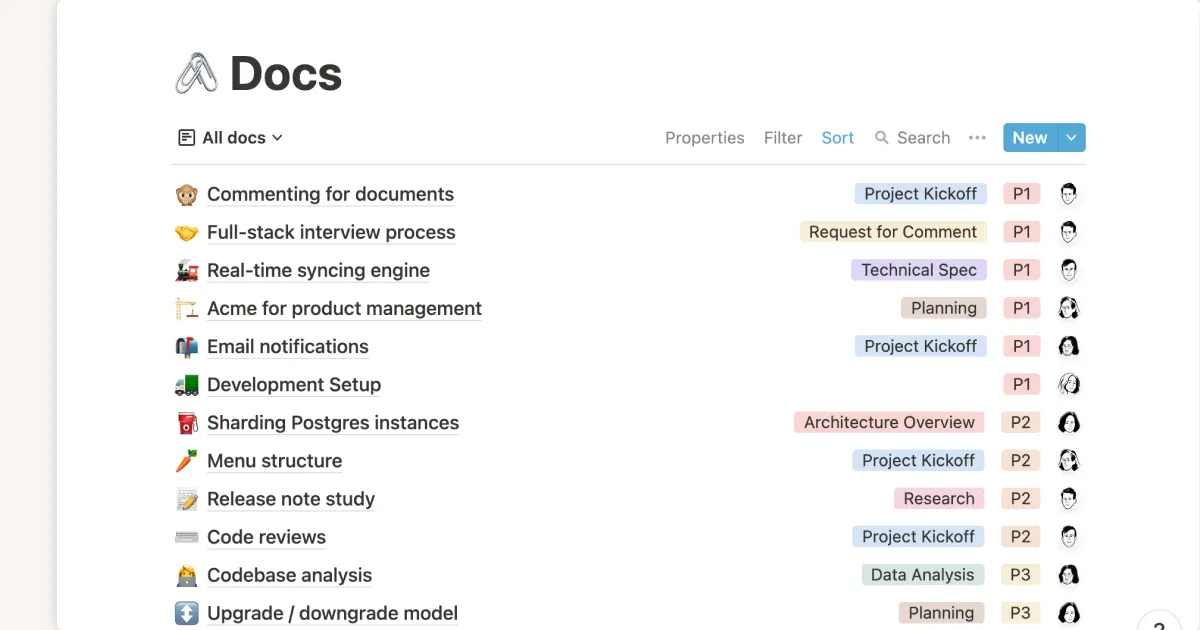 Docs
All docs Properties Filter Sort Search New
Commenting for documents Project Kickoff P1
Full-stack interview process Request for Comment P1
Real-time syncing engine Technical Spec P1
Acme for product management Planning P1
Email notifications Project Kickoff P1
Development Setup P1
Sharding Postgres instances Architecture Overview P2
Menu structure Project Kickoff P2
Release note study Research P2
Code reviews Project Kickoff P2
Codebase analysis Data Analysis P3
Upgrade / downgrade model Planning P3